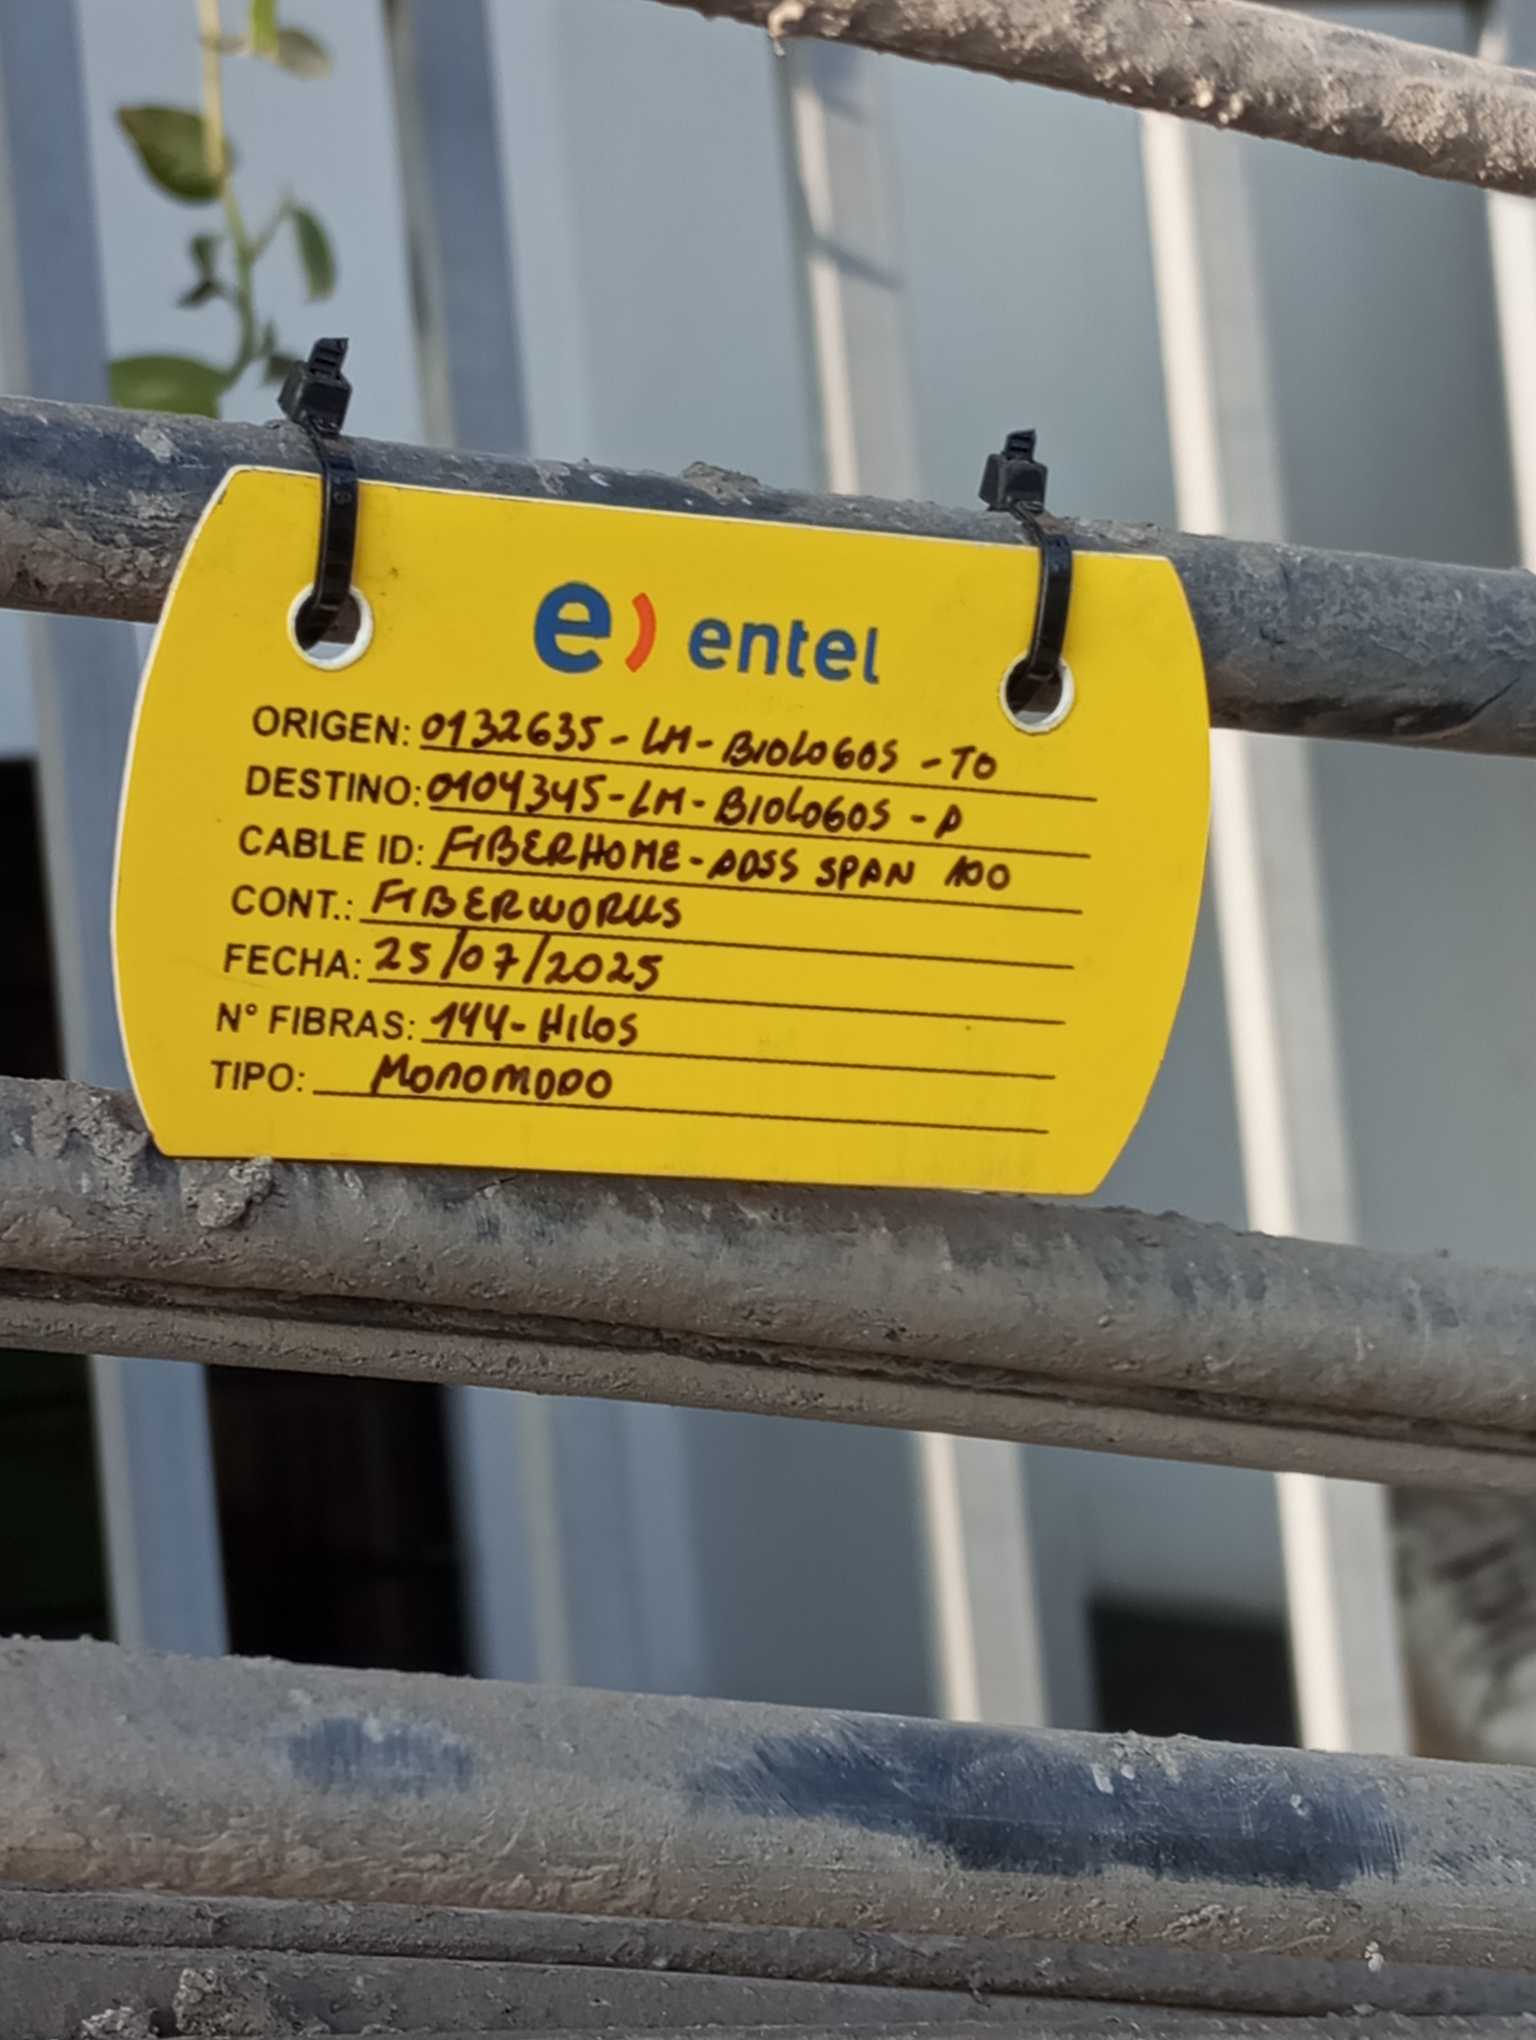 e) entel
ORIGEN: 0132635-LM-BIOLOGOS-TO
DESTINO: 0104345-LM-BIOLOGOS-A
CABLE ID: FIBERHOME-ADSS SPAN 100
CONT.: FIBERWORKS
FECHA: 25/07/2025
N° FIBRAS: 144-HILOS
TIPO: MONOMODO